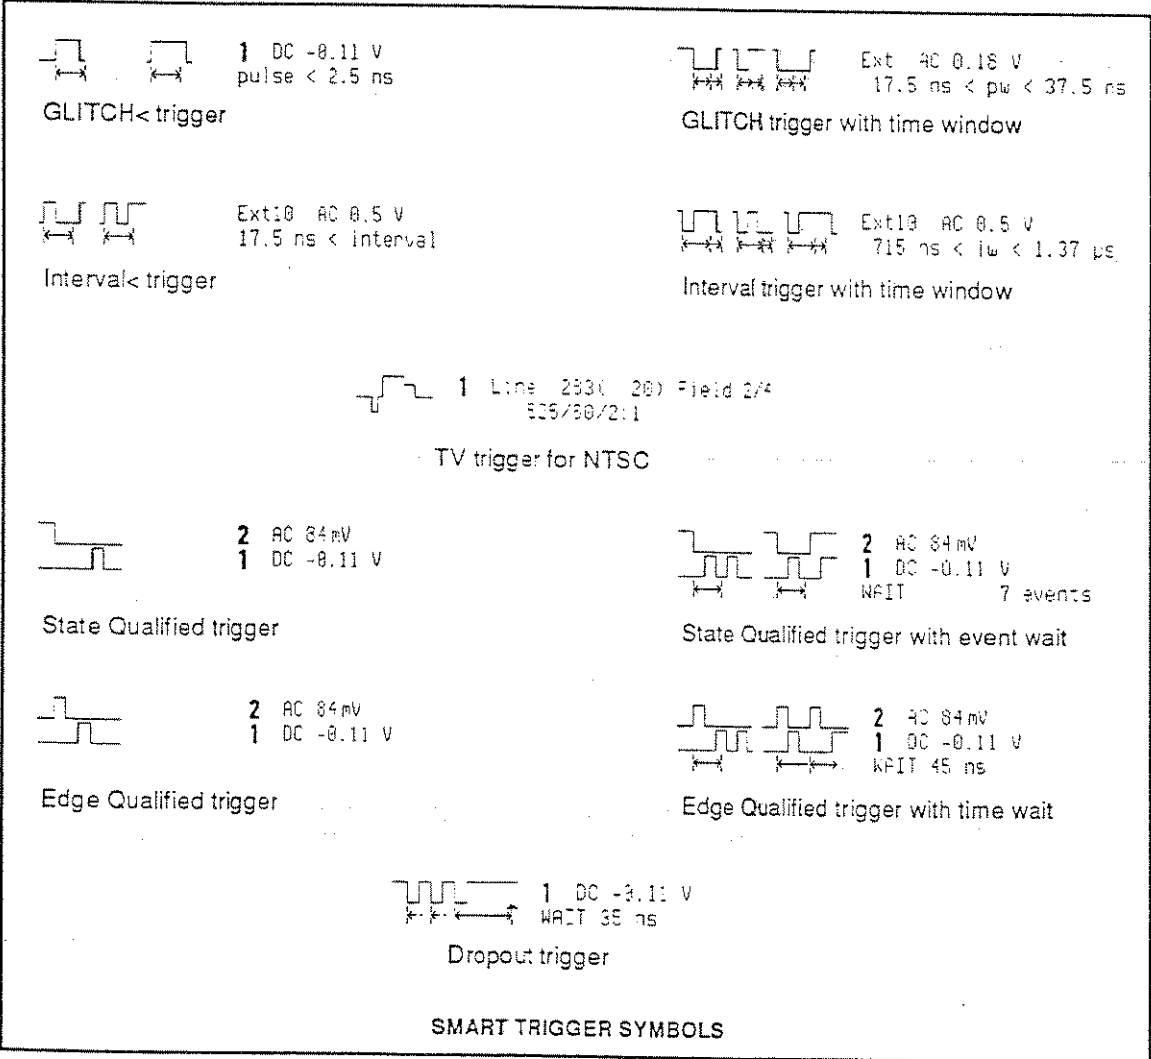 1 DC -0.11 V
pulse < 2.5 ns
GLITCH< trigger
Ext AC 0.18 V
17.5 ns < pw < 37.5 ns
GLITCH trigger with time window
Ext10 AC 0.5 V
17.5 ns < interval
Interval< trigger
Ext10 AC 0.5 V
715 ns < iw < 1.37 µs
Interval trigger with time window
1 Line 283( 20) Field 2/4
525/60/2:1
TV trigger for NTSC
2 AC 84mV
1 DC -0.11 V
State Qualified trigger
2 AC 84mV
1 DC -0.11 V
WAIT 7 events
State Qualified trigger with event wait
2 AC 84mV
1 DC -0.11 V
Edge Qualified trigger
2 AC 84mV
1 DC -0.11 V
WAIT 45 ns
Edge Qualified trigger with time wait
1 DC -0.11 V
WAIT 35 ns
Dropout trigger
SMART TRIGGER SYMBOLS